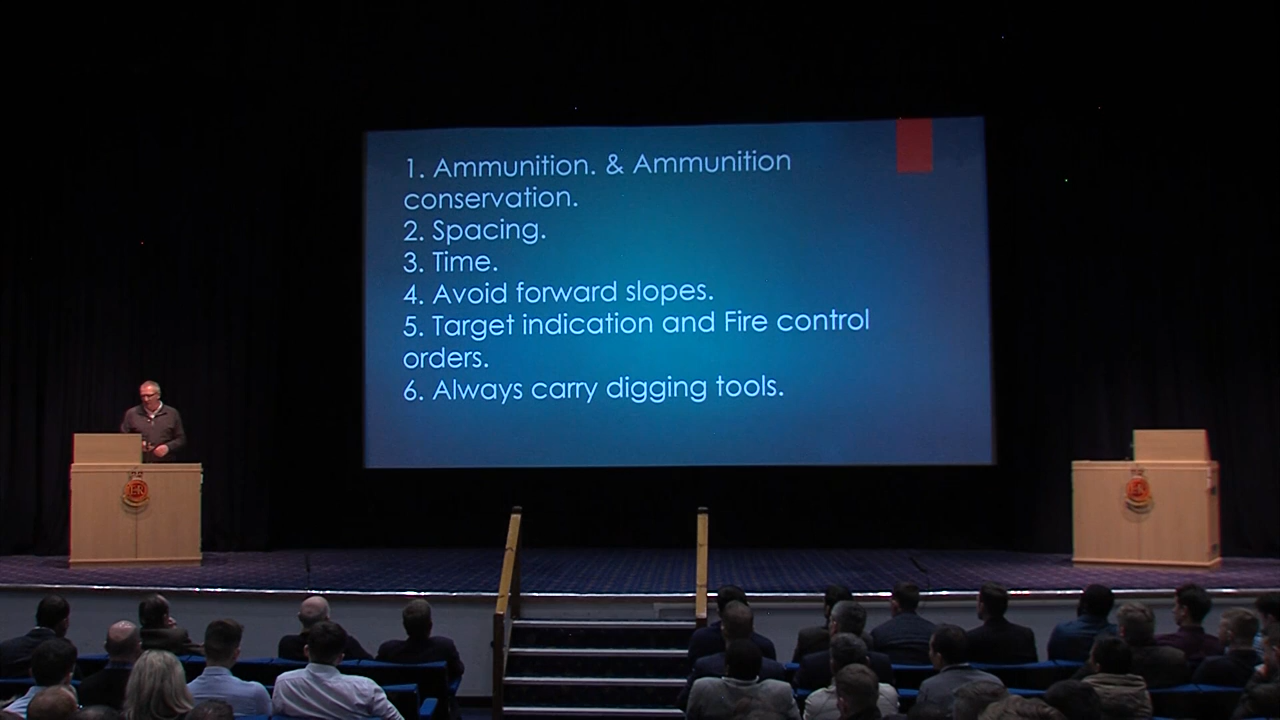 1. Ammunition. & Ammunition
conservation.
2. Spacing.
3. Time.
4. Avoid forward slopes.
5. Target indication and Fire control
orders.
6. Always carry digging tools.